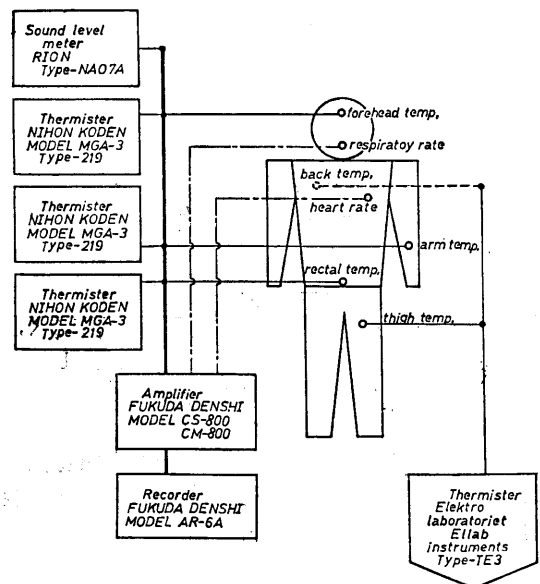 Sound level
meter
RION
Type-NA07A
Thermister
NIHON KODEN
MODEL MGA-3
Type-219
Thermister
NIHON KODEN
MODEL MGA-3
Type-219
Thermister
NIHON KODEN
MODEL MGA-3
Type-219
forehead temp,
respiratoy rate
back temp,
heart rate
arm temp,
rectal temp,
thigh temp,
Amplifier
FUKUDA DENSHI
MODEL CS-800
CM-800
Recorder
FUKUDA DENSHI
MODEL AR-6A
Thermister
Elektro
laboratoriet
Ellab
instruments
Type-TE3